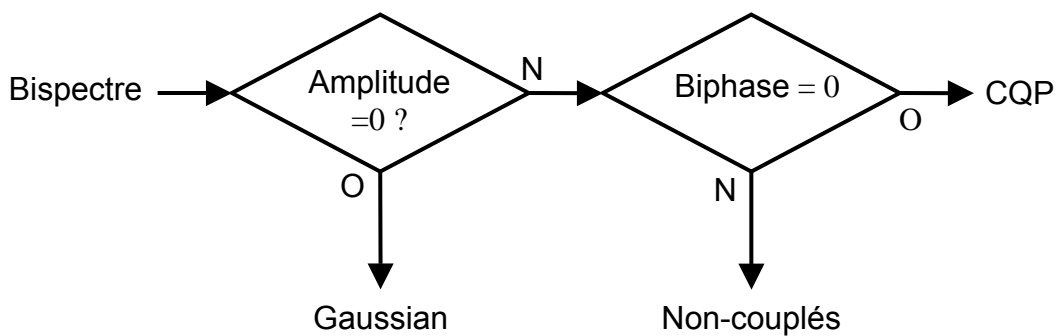 Bispectre
Amplitude
=0 ?
N
O
Gaussian
Biphase = 0
O
N
CQP
Non-couplés